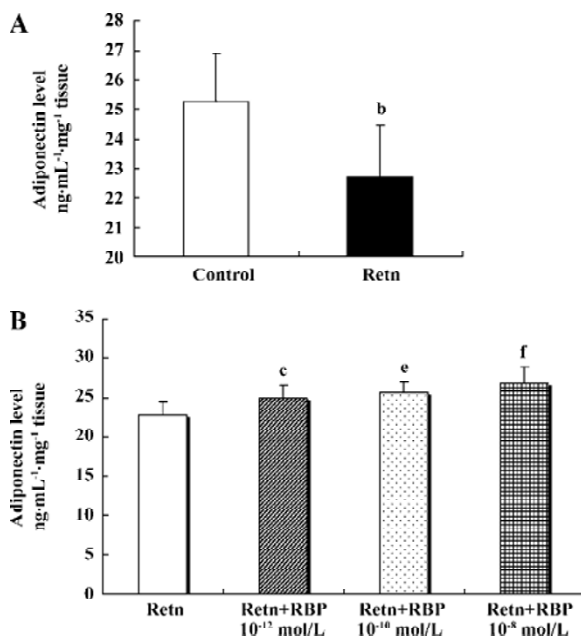 A
Adiponectin level
ng·mL⁻¹·mg⁻¹ tissue
28
27
26
25
24
23
22
21
20
b
Control
Retn
B
Adiponectin level
ng·mL⁻¹·mg⁻¹ tissue
35
30
25
20
15
10
5
0
c
e
f
Retn
Retn+RBP
10⁻¹² mol/L
Retn+RBP
10⁻¹⁰ mol/L
Retn+RBP
10⁻⁸ mol/L